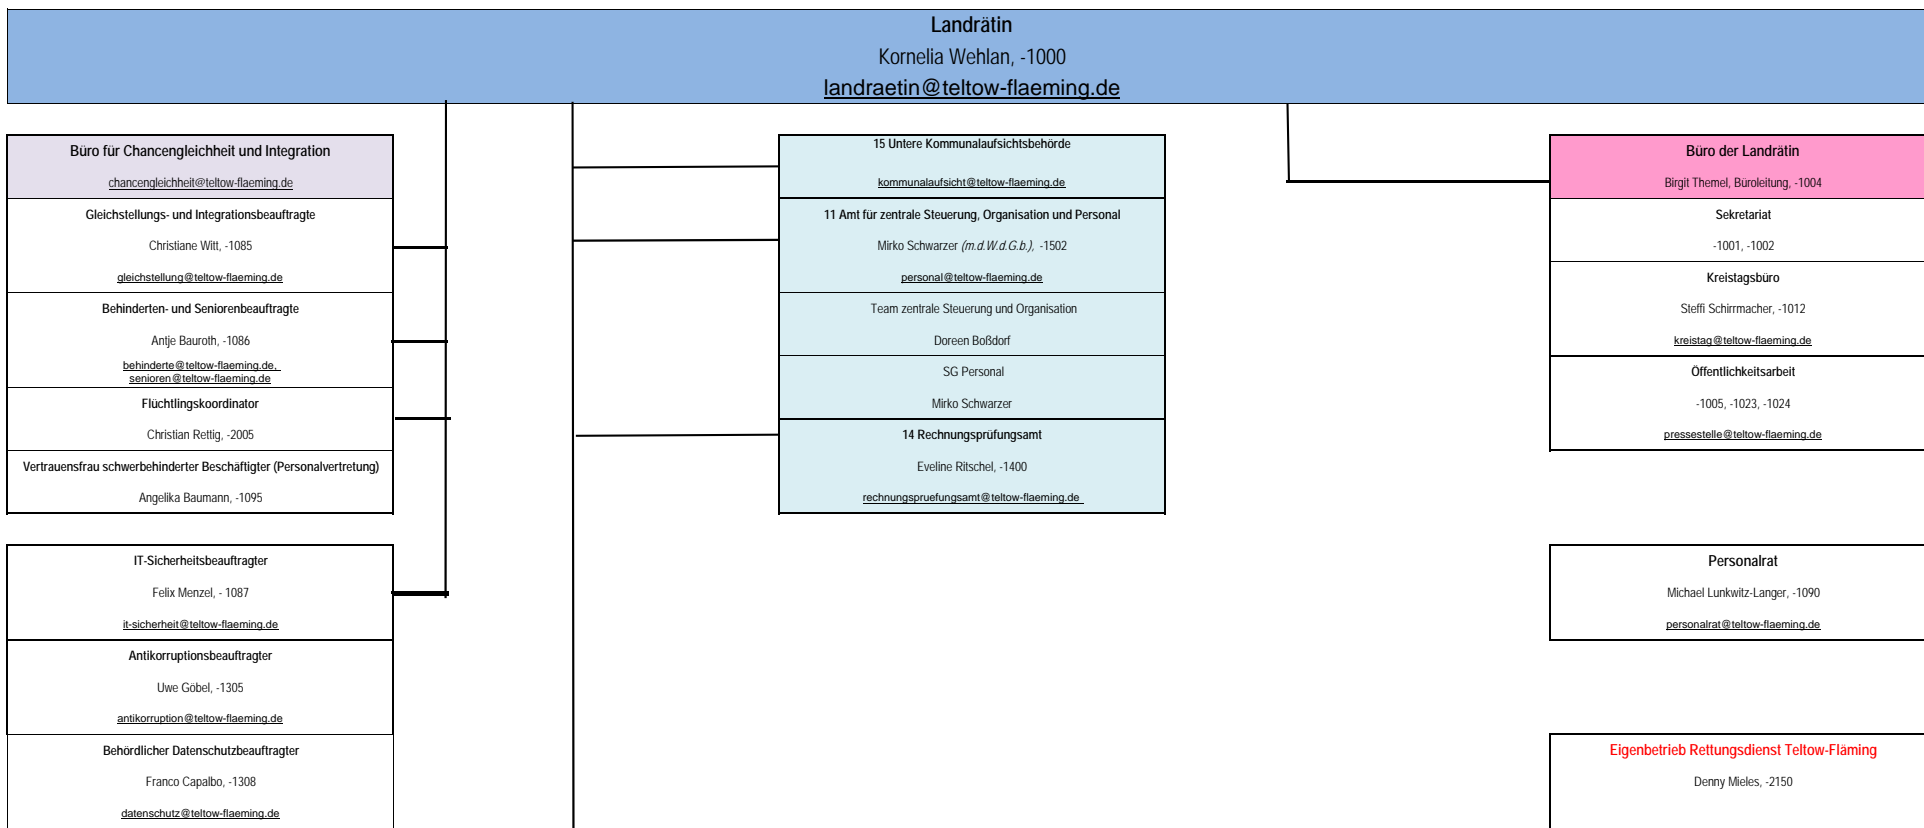 Landrätin
Kornelia Wehlan, -1000
landraetin@teltow-flaeming.de
Büro für Chancengleichheit und Integration
chancengleichheit@teltow-flaeming.de
Gleichstellungs- und Integrationsbeauftragte
Christiane Witt, -1085
gleichstellung@teltow-flaeming.de
Behinderten- und Seniorenbeauftragte
Antje Bauroth, -1086
behinderte@teltow-flaeming.de,
senioren@teltow-flaeming.de
Flüchtlingskoordinator
Christian Rettig, -2005
Vertrauensfrau schwerbehinderter Beschäftigter (Personalvertretung)
Angelika Baumann, -1095
IT-Sicherheitsbeauftragter
Felix Menzel, - 1087
it-sicherheit@teltow-flaeming.de
Antikorruptionsbeauftragter
Uwe Göbel, -1305
antikorruption@teltow-flaeming.de
Behördlicher Datenschutzbeauftragter
Franco Capalbo, -1308
datenschutz@teltow-flaeming.de
15 Untere Kommunalaufsichtsbehörde
kommunalaufsicht@teltow-flaeming.de
11 Amt für zentrale Steuerung, Organisation und Personal
Mirko Schwarzer (m.d.W.d.G.b.), -1502
personal@teltow-flaeming.de
Team zentrale Steuerung und Organisation
Doreen Boßdorf
SG Personal
Mirko Schwarzer
14 Rechnungsprüfungsamt
Eveline Ritschel, -1400
rechnungspruefungsamt@teltow-flaeming.de
Büro der Landrätin
Birgit Themel, Büroleitung, -1004
Sekretariat
-1001, -1002
Kreistagsbüro
Steffi Schirrmacher, -1012
kreistag@teltow-flaeming.de
Öffentlichkeitsarbeit
-1005, -1023, -1024
pressestelle@teltow-flaeming.de
Personalrat
Michael Lunkwitz-Langer, -1090
personalrat@teltow-flaeming.de
Eigenbetrieb Rettungsdienst Teltow-Fläming
Denny Mieles, -2150